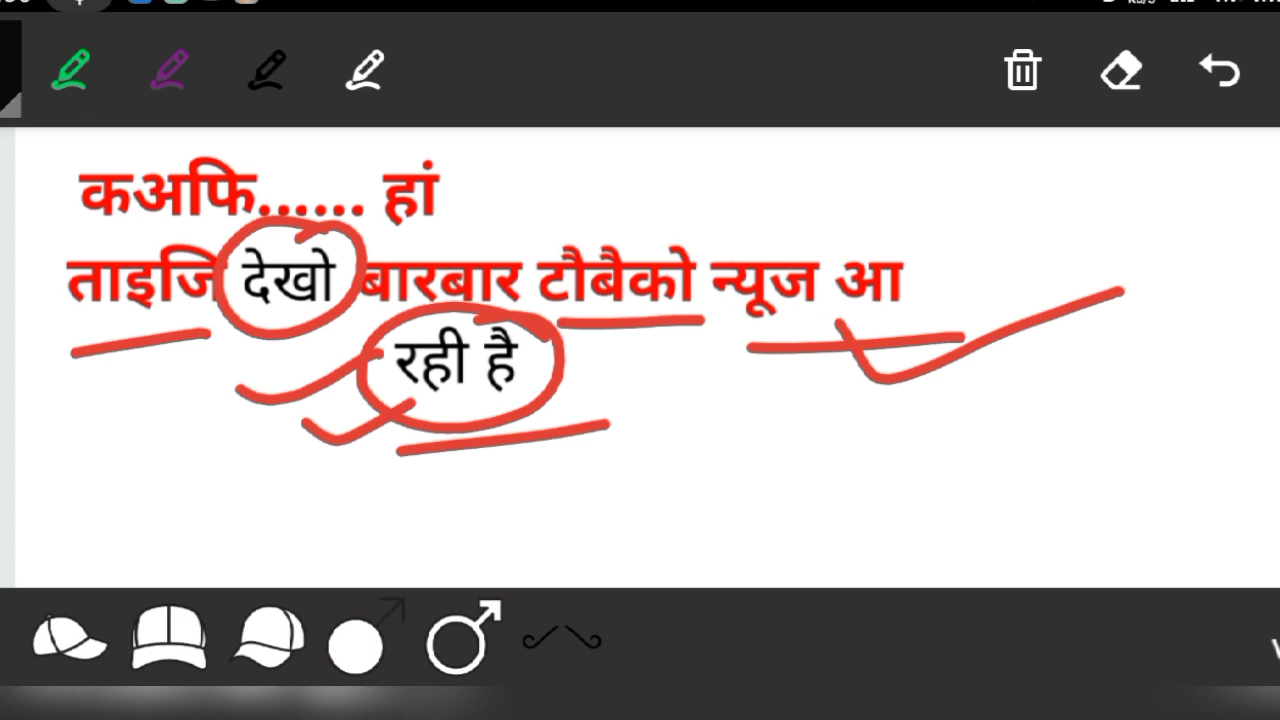 कअफि...... हां
ताइजि देखो बारबार टौबैको न्यूज आ
रही है